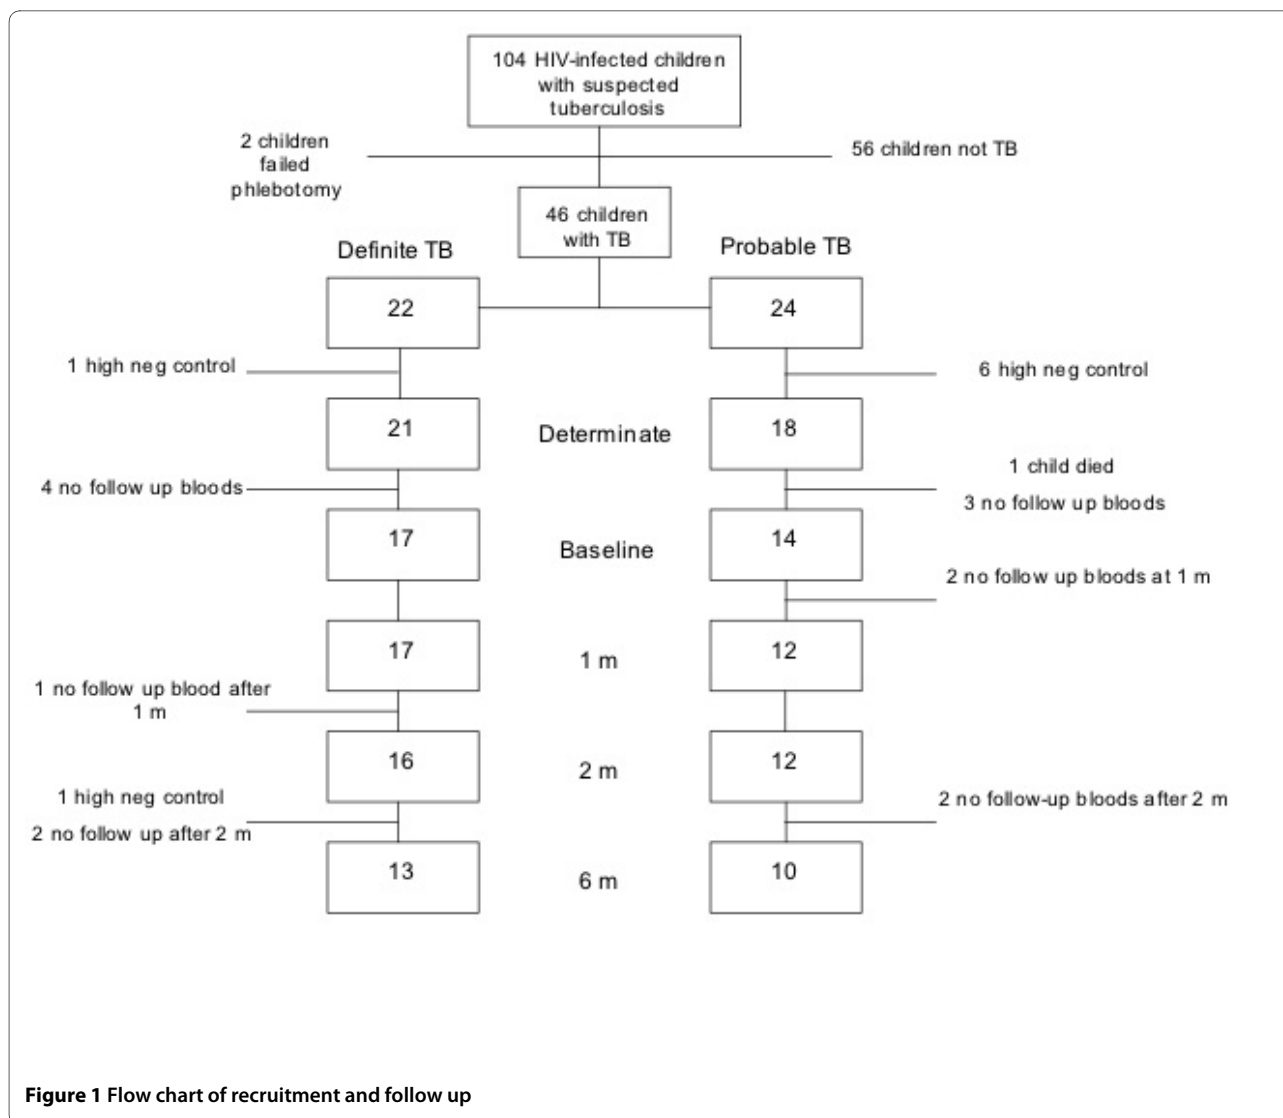 104 HIV-infected children
with suspected
tuberculosis
2 children
failed
phlebotomy
56 children not TB
46 children
with TB
Definite TB
Probable TB
22
24
1 high neg control
6 high neg control
21
Determinate
18
4 no follow up bloods
1 child died
3 no follow up bloods
17
Baseline
14
2 no follow up bloods at 1 m
17
1 m
12
1 no follow up blood after
1 m
16
2 m
12
1 high neg control
2 no follow up after 2 m
2 no follow-up bloods after 2 m
13
6 m
10
Figure 1 Flow chart of recruitment and follow up